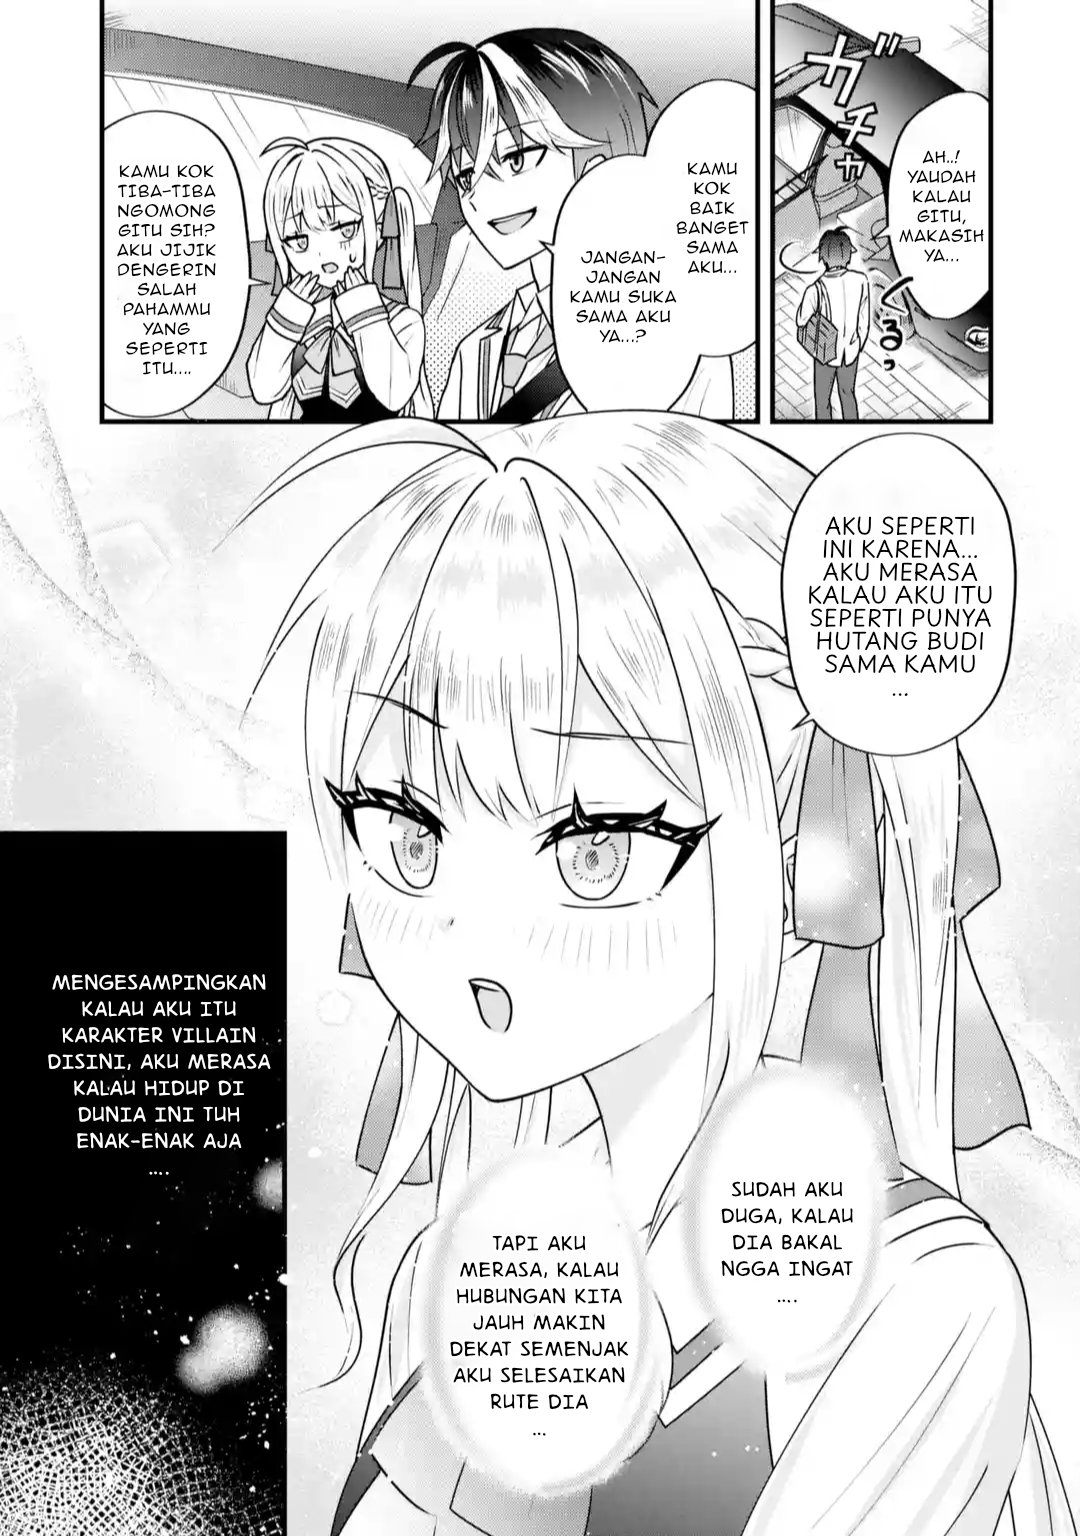 AH..!
YAUDAH
KALAU
GITU,
MAKASIH
YA...
ガチャ
くるっ
KAMU
KOK
BAIK
BANGET
SAMA
AKU...
JANGAN-
JANGAN
KAMU SUKA
SAMA AKU
YA...?
KAMU KOK
TIBA-TIBA
NGOMONG
GITU SIH?
AKU JIJIK
DENGERIN
SALAH
PAHAMMU
YANG
SEPERTI
ITU....
AKU SEPERTI
INI KARENA...
AKU MERASA
KALAU AKU ITU
SEPERTI PUNYA
HUTANG BUDI
SAMA KAMU
...
SUDAH AKU
DUGA, KALAU
DIA BAKAL
NGGA INGAT
....
TAPI AKU
MERASA, KALAU
HUBUNGAN KITA
JAUH MAKIN
DEKAT SEMENJAK
AKU SELESAIKAN
RUTE DIA
...
MENGESAMPINGKAN
KALAU AKU ITU
KARAKTER VILLAIN
DISINI, AKU MERASA
KALAU HIDUP DI
DUNIA INI TUH
ENAK-ENAK AJA
....